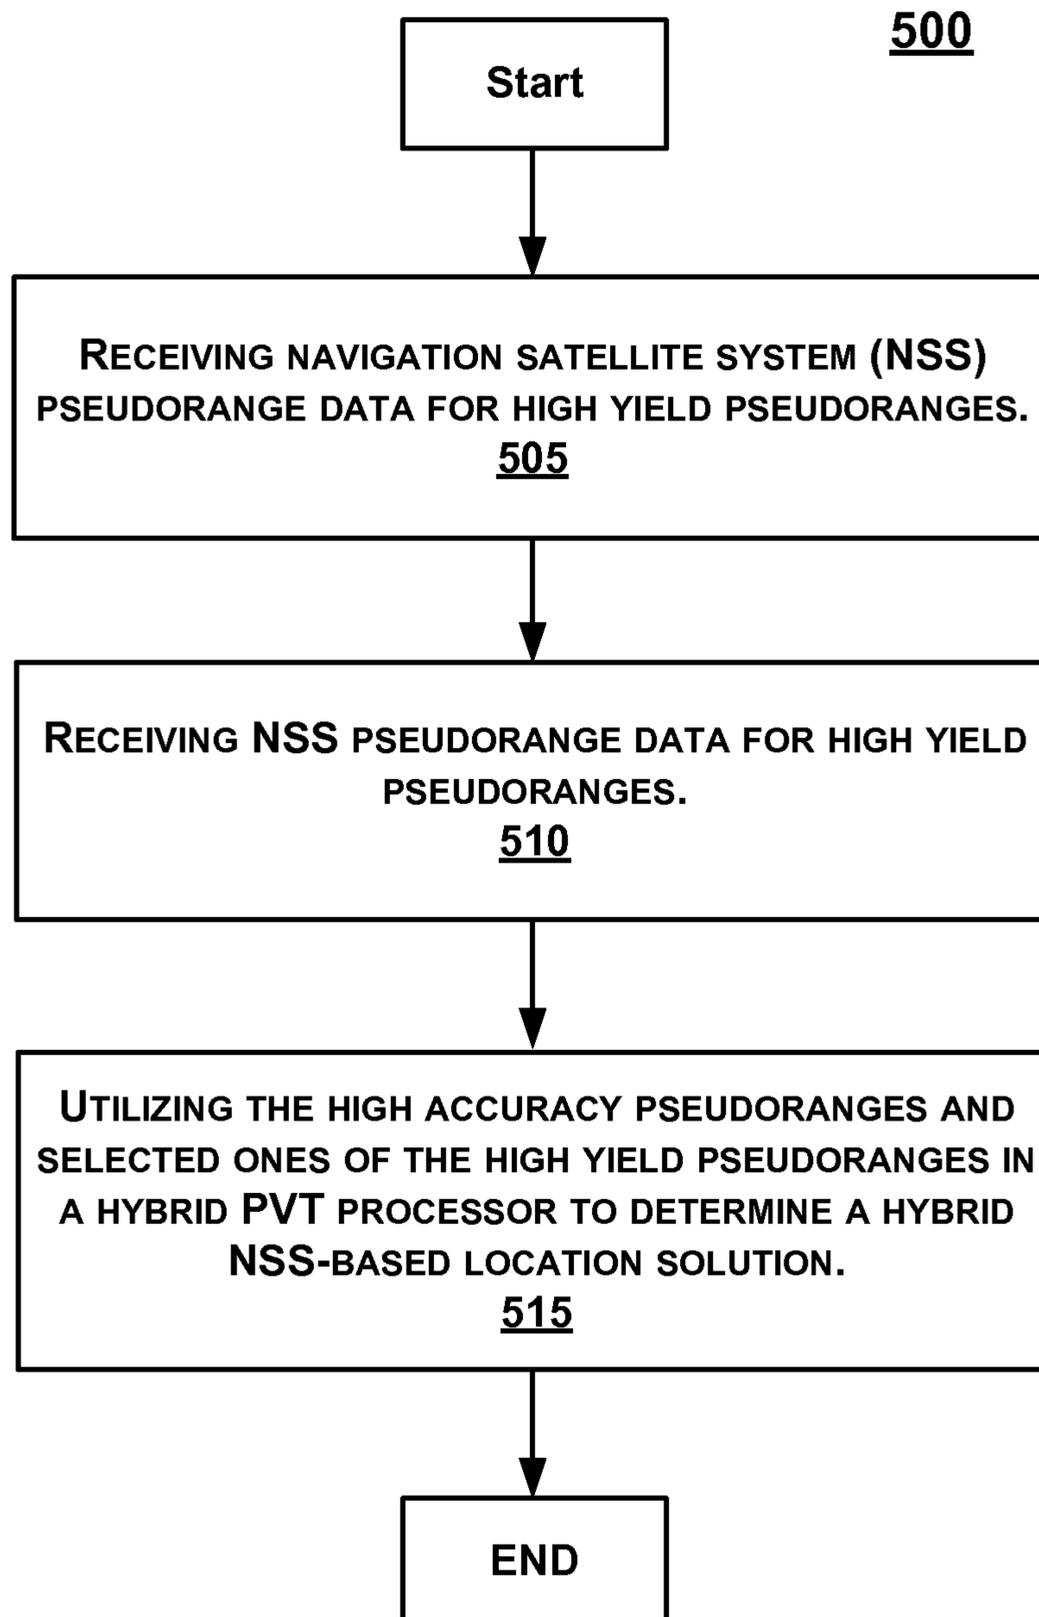 500
Start
RECEIVING NAVIGATION SATELLITE SYSTEM (NSS)
PSEUDORANGE DATA FOR HIGH YIELD PSEUDORANGES.
505
RECEIVING NSS PSEUDORANGE DATA FOR HIGH YIELD
PSEUDORANGES.
510
UTILIZING THE HIGH ACCURACY PSEUDORANGES AND
SELECTED ONES OF THE HIGH YIELD PSEUDORANGES IN
A HYBRID PVT PROCESSOR TO DETERMINE A HYBRID
NSS-BASED LOCATION SOLUTION.
515
END